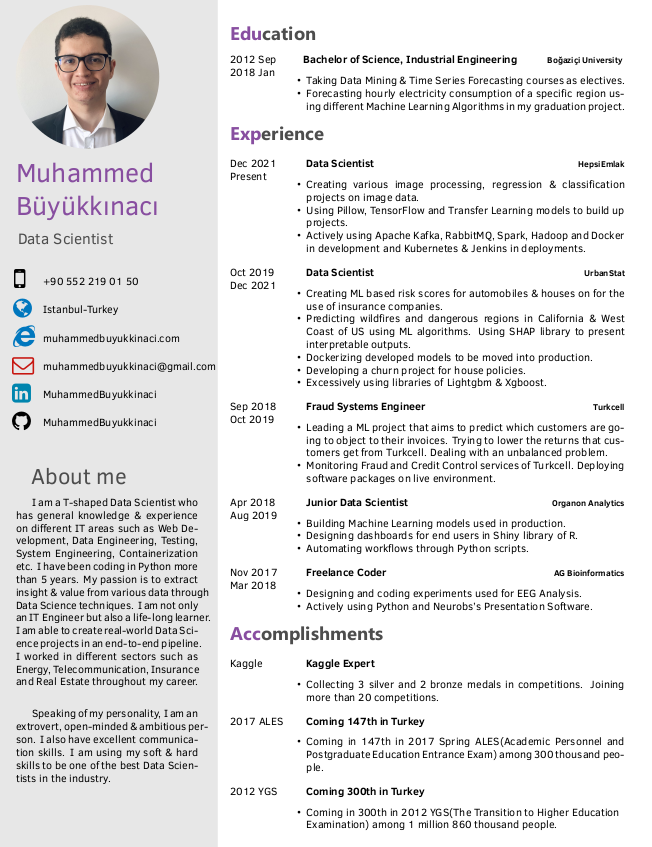 Muhammed
Büyükkınacı
Data Scientist
+90 552 219 01 50
Istanbul-Turkey
muhammedbuyukkinaci.com
muhammedbuyukkinaci@gmail.com
MuhammedBuyukkinaci
MuhammedBuyukkinaci
About me
I am a T-shaped Data Scientist who
has general knowledge & experience
on different IT areas such as Web De-
velopment, Data Engineering, Testing,
System Engineering, Containerization
etc. I have been coding in Python more
than 5 years. My passion is to extract
insight & value from various data through
Data Science techniques. I am not only
an IT Engineer but also a life-long learner.
I am able to create real-world Data Sci-
ence projects in an end-to-end pipeline.
I worked in different sectors such as
Energy, Telecommunication, Insurance
and Real Estate throughout my career.
Speaking of my personality, I am an
extrovert, open-minded & ambitious per-
son. I also have excellent communica-
tion skills. I am using my soft & hard
skills to be one of the best Data Scien-
tists in the industry.
Education
2012 Sep
2018 Jan
Bachelor of Science, Industrial Engineering Boğaziçi University
• Taking Data Mining & Time Series Forecasting courses as electives.
• Forecasting hourly electricity consumption of a specific region us-
ing different Machine Learning Algorithms in my graduation project.
Experience
Dec 2021
Present
Data Scientist HepsiEmlak
• Creating various image processing, regression & classification
projects on image data.
• Using Pillow, TensorFlow and Transfer Learning models to build up
projects.
• Actively using Apache Kafka, RabbitMQ, Spark, Hadoop and Docker
in development and Kubernetes & Jenkins in deployments.
Oct 2019
Dec 2021
Data Scientist UrbanStat
• Creating ML based risk scores for automobiles & houses on for the
use of insurance companies.
• Predicting wildfires and dangerous regions in California & West
Coast of US using ML algorithms. Using SHAP library to present
interpretable outputs.
• Dockerizing developed models to be moved into production.
• Developing a churn project for house policies.
• Excessively using libraries of Lightgbm & Xgboost.
Sep 2018
Oct 2019
Fraud Systems Engineer Turkcell
• Leading a ML project that aims to predict which customers are go-
ing to object to their invoices. Trying to lower the returns that cus-
tomers get from Turkcell. Dealing with an unbalanced problem.
• Monitoring Fraud and Credit Control services of Turkcell. Deploying
software packages on live environment.
Apr 2018
Aug 2019
Junior Data Scientist Organon Analytics
• Building Machine Learning models used in production.
• Designing dashboards for end users in Shiny library of R.
• Automating workflows through Python scripts.
Nov 2017
Mar 2018
Freelance Coder AG Bioinformatics
• Designing and coding experiments used for EEG Analysis.
• Actively using Python and Neurobs's Presentation Software.
Accomplishments
Kaggle
Kaggle Expert
• Collecting 3 silver and 2 bronze medals in competitions. Joining
more than 20 competitions.
2017 ALES
Coming 147th in Turkey
• Coming in 147th in 2017 Spring ALES(Academic Personnel and
Postgraduate Education Entrance Exam) among 300 thousand peo-
ple.
2012 YGS
Coming 300th in Turkey
• Coming in 300th in 2012 YGS(The Transition to Higher Education
Examination) among 1 million 860 thousand people.